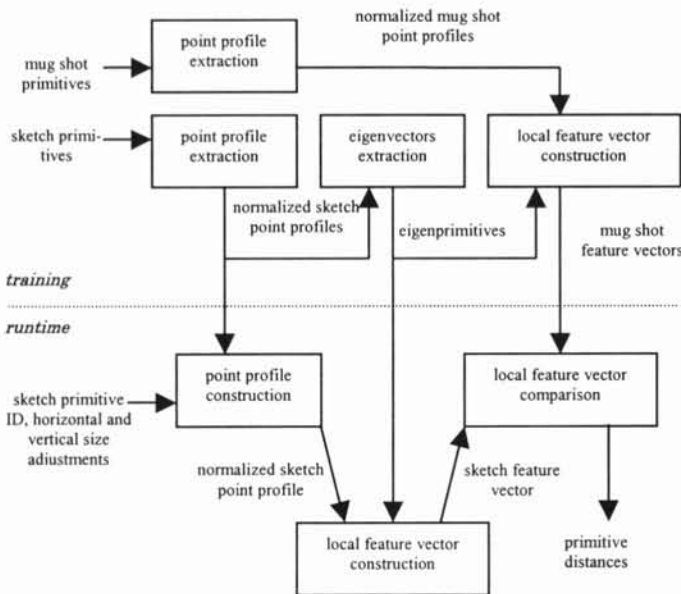 normalized mug shot
point profiles
point profile
extraction
mug shot
primitives
sketch primi-
tives
point profile
extraction
eigenvectors
extraction
local feature vector
construction
normalized sketch
point profiles
eigenprimitives
mug shot
feature vectors
training
runtime
point profile
construction
local feature vector
comparison
sketch primitive
ID, horizontal and
vertical size
adjustments
normalized sketch
point profile
sketch feature
vector
local feature vector
construction
primitive
distances